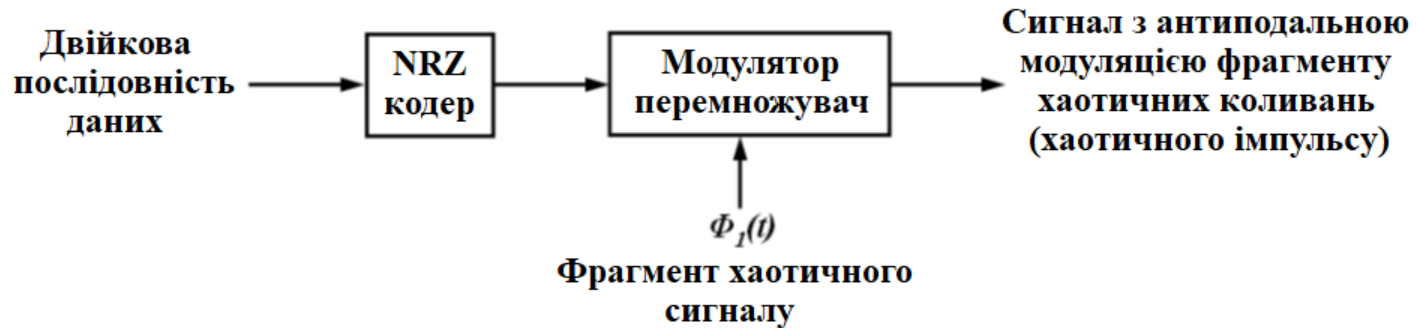 Двійкова
послідовність
даних
NRZ
кодер
Модулятор
перемножувач
Сигнал з антиподальною
модуляцією фрагменту
хаотичних коливань
(хаотичного імпульсу)
Φ₁(t)
Фрагмент хаотичного
сигналу